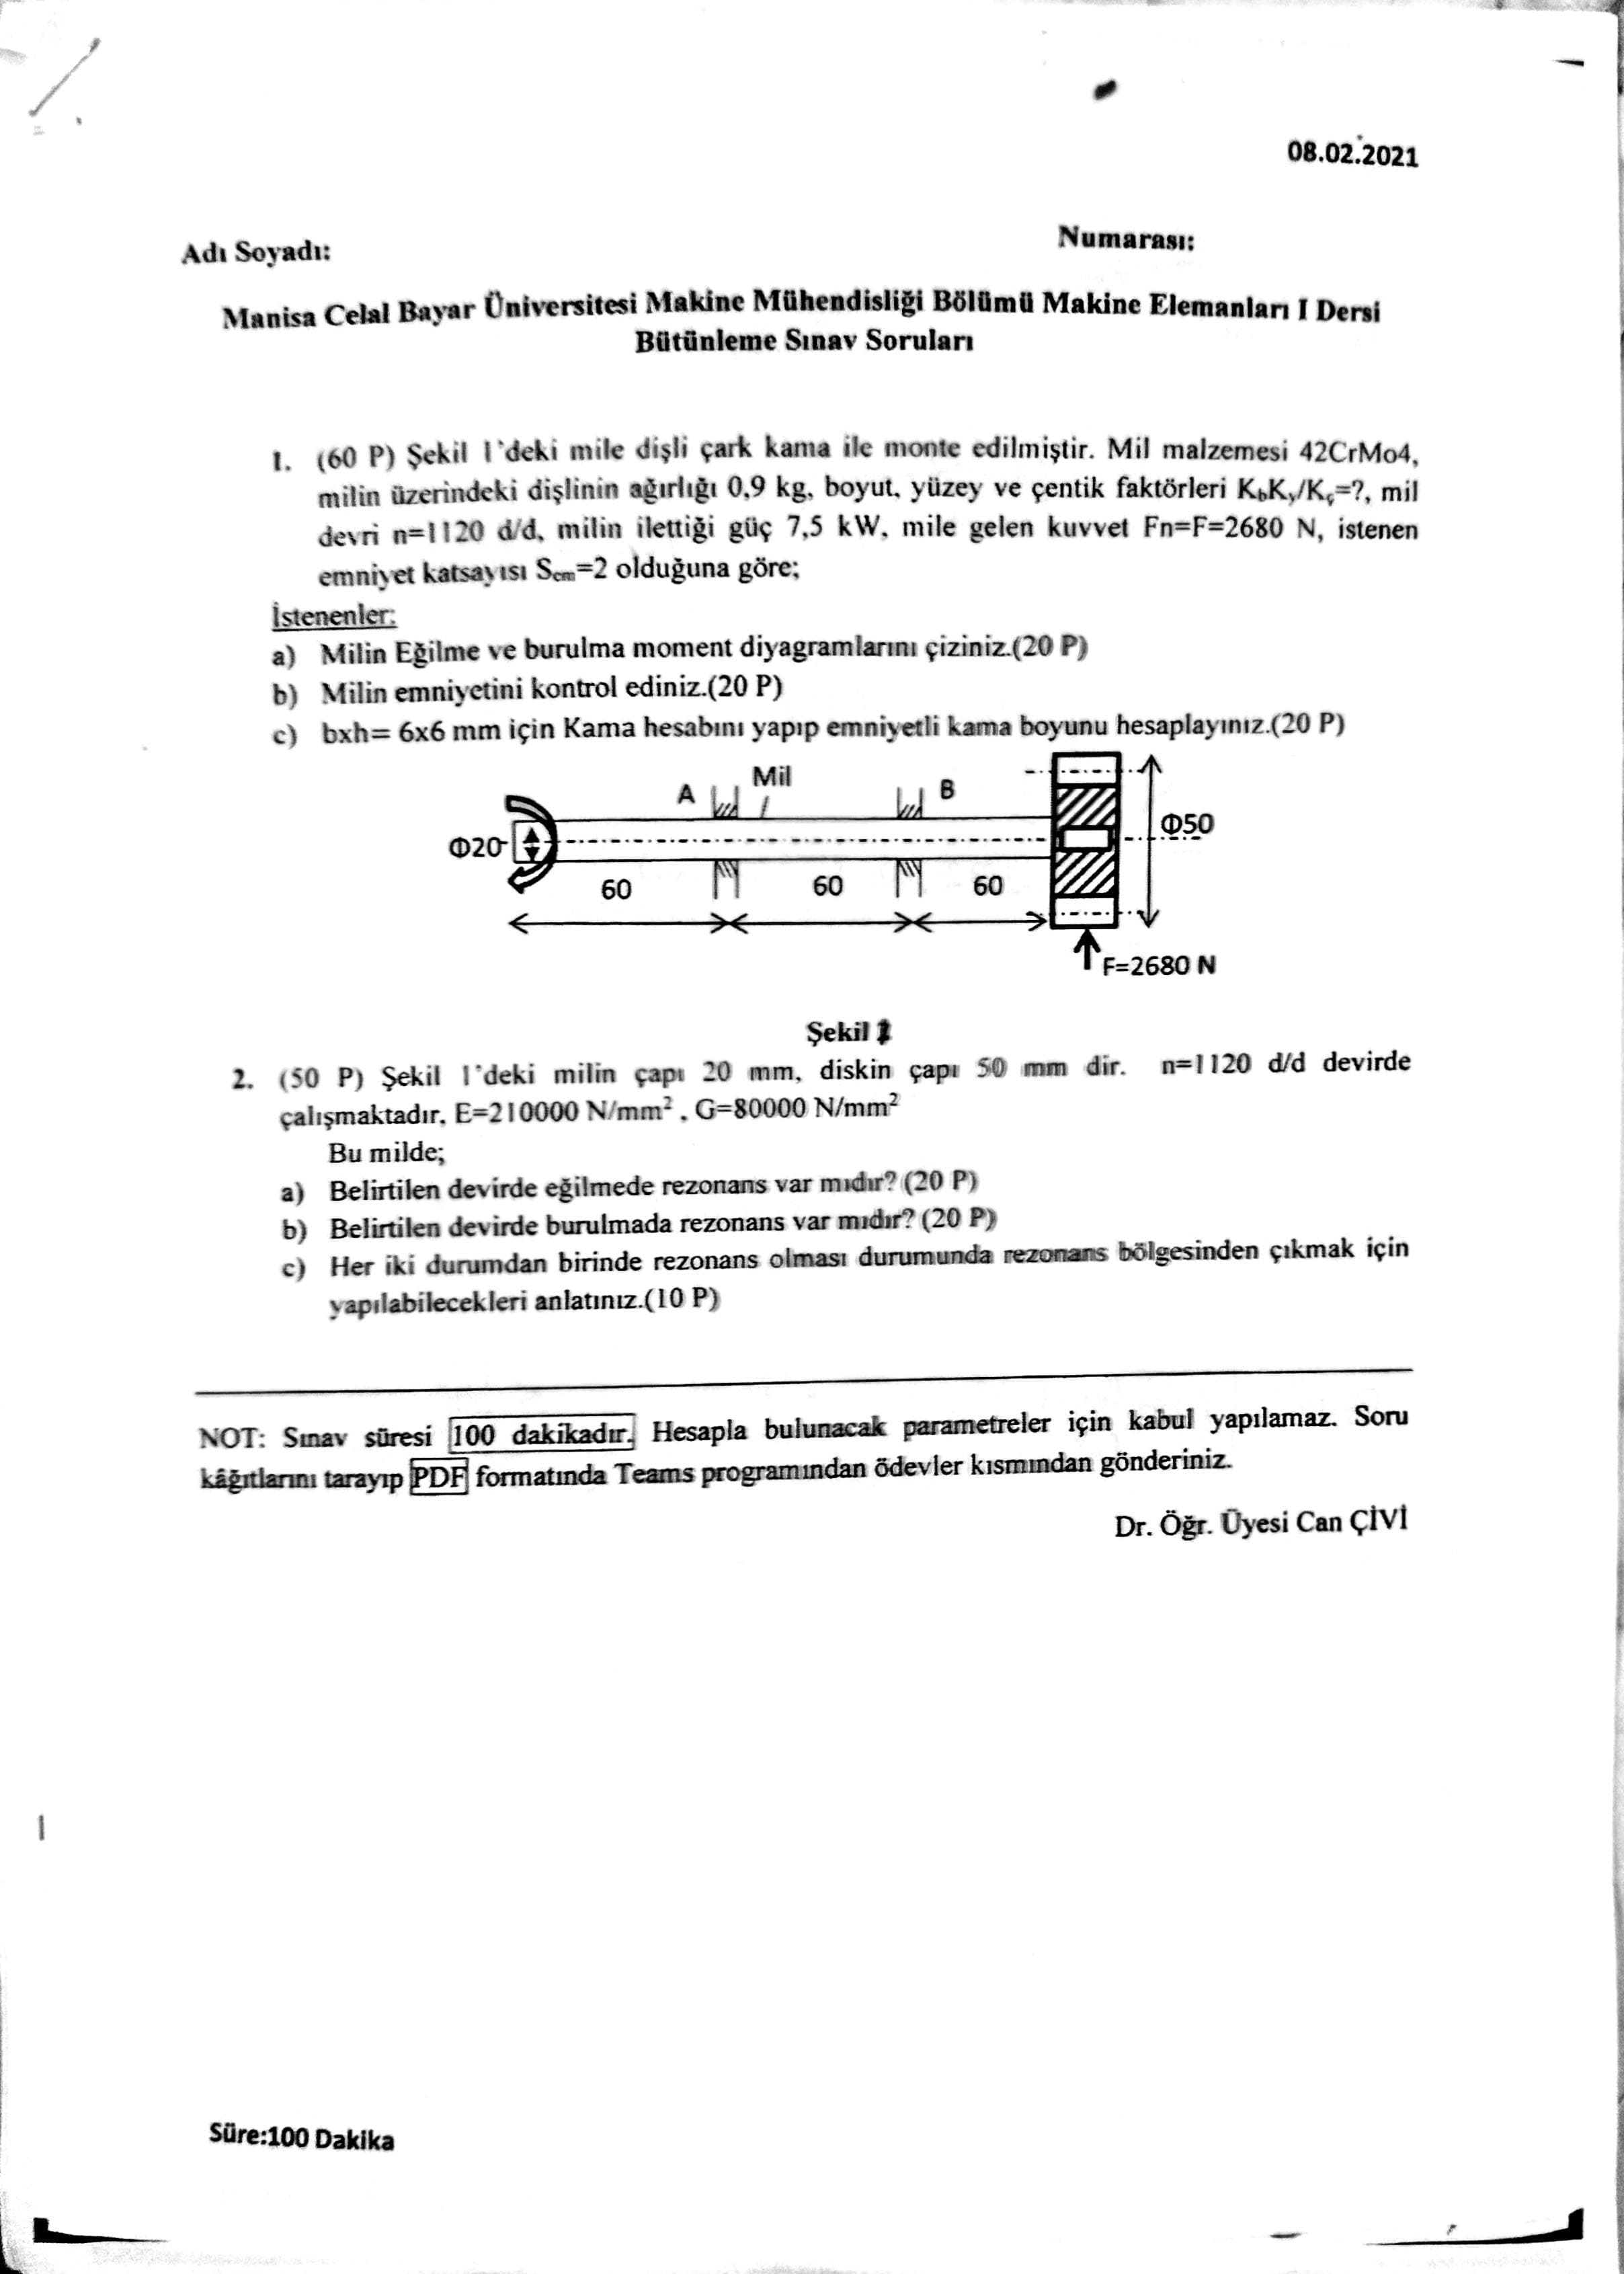 08.02.2021
Adı Soyadı:
Numarası:
Manisa Celal Bayar Üniversitesi Makine Mühendisliği Bölümü Makine Elemanları I Dersi
Bütünleme Sınav Soruları
1. (60 P) Şekil 1'deki mile dişli çark kama ile monte edilmiştir. Mil malzemesi 42CrMo4,
milin üzerindeki dişlinin ağırlığı 0,9 kg, boyut, yüzey ve çentik faktörleri KbKy/Kç=?, mil
devri n=1120 d/d, milin ilettiği güç 7,5 kW, mile gelen kuvvet Fn=F=2680 N, istenen
emniyet katsayısı Sem=2 olduğuna göre;
İstenenler:
a) Milin Eğilme ve burulma moment diyagramlarını çiziniz.(20 P)
b) Milin emniyetini kontrol ediniz.(20 P)
c) bxh= 6x6 mm için Kama hesabını yapıp emniyetli kama boyunu hesaplayınız.(20 P)
A
Mil
B
Φ20
Φ50
60
60
60
F=2680 N
Şekil 1
2. (50 P) Şekil 1'deki milin çapı 20 mm, diskin çapı 50 mm dir. n=1120 d/d devirde
çalışmaktadır, E=210000 N/mm², G=80000 N/mm²
Bu milde;
a) Belirtilen devirde eğilmede rezonans var mıdır? (20 P)
b) Belirtilen devirde burulmada rezonans var mıdır? (20 P)
c) Her iki durumdan birinde rezonans olması durumunda rezonans bölgesinden çıkmak için
yapılabilecekleri anlatınız.(10 P)
NOT: Sınav süresi 100 dakikadır. Hesapla bulunacak parametreler için kabul yapılamaz. Soru
kâğıtlarını tarayıp PDF formatında Teams programından ödevler kısmından gönderiniz.
Dr. Öğr. Üyesi Can ÇİVİ
Süre:100 Dakika